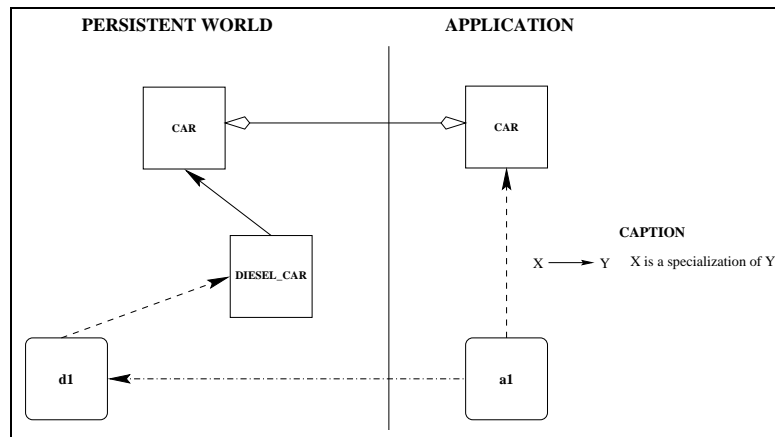 PERSISTENT WORLD
APPLICATION
CAR
CAR
DIESEL_CAR
CAPTION
X Y X is a specialization of Y
d1
a1